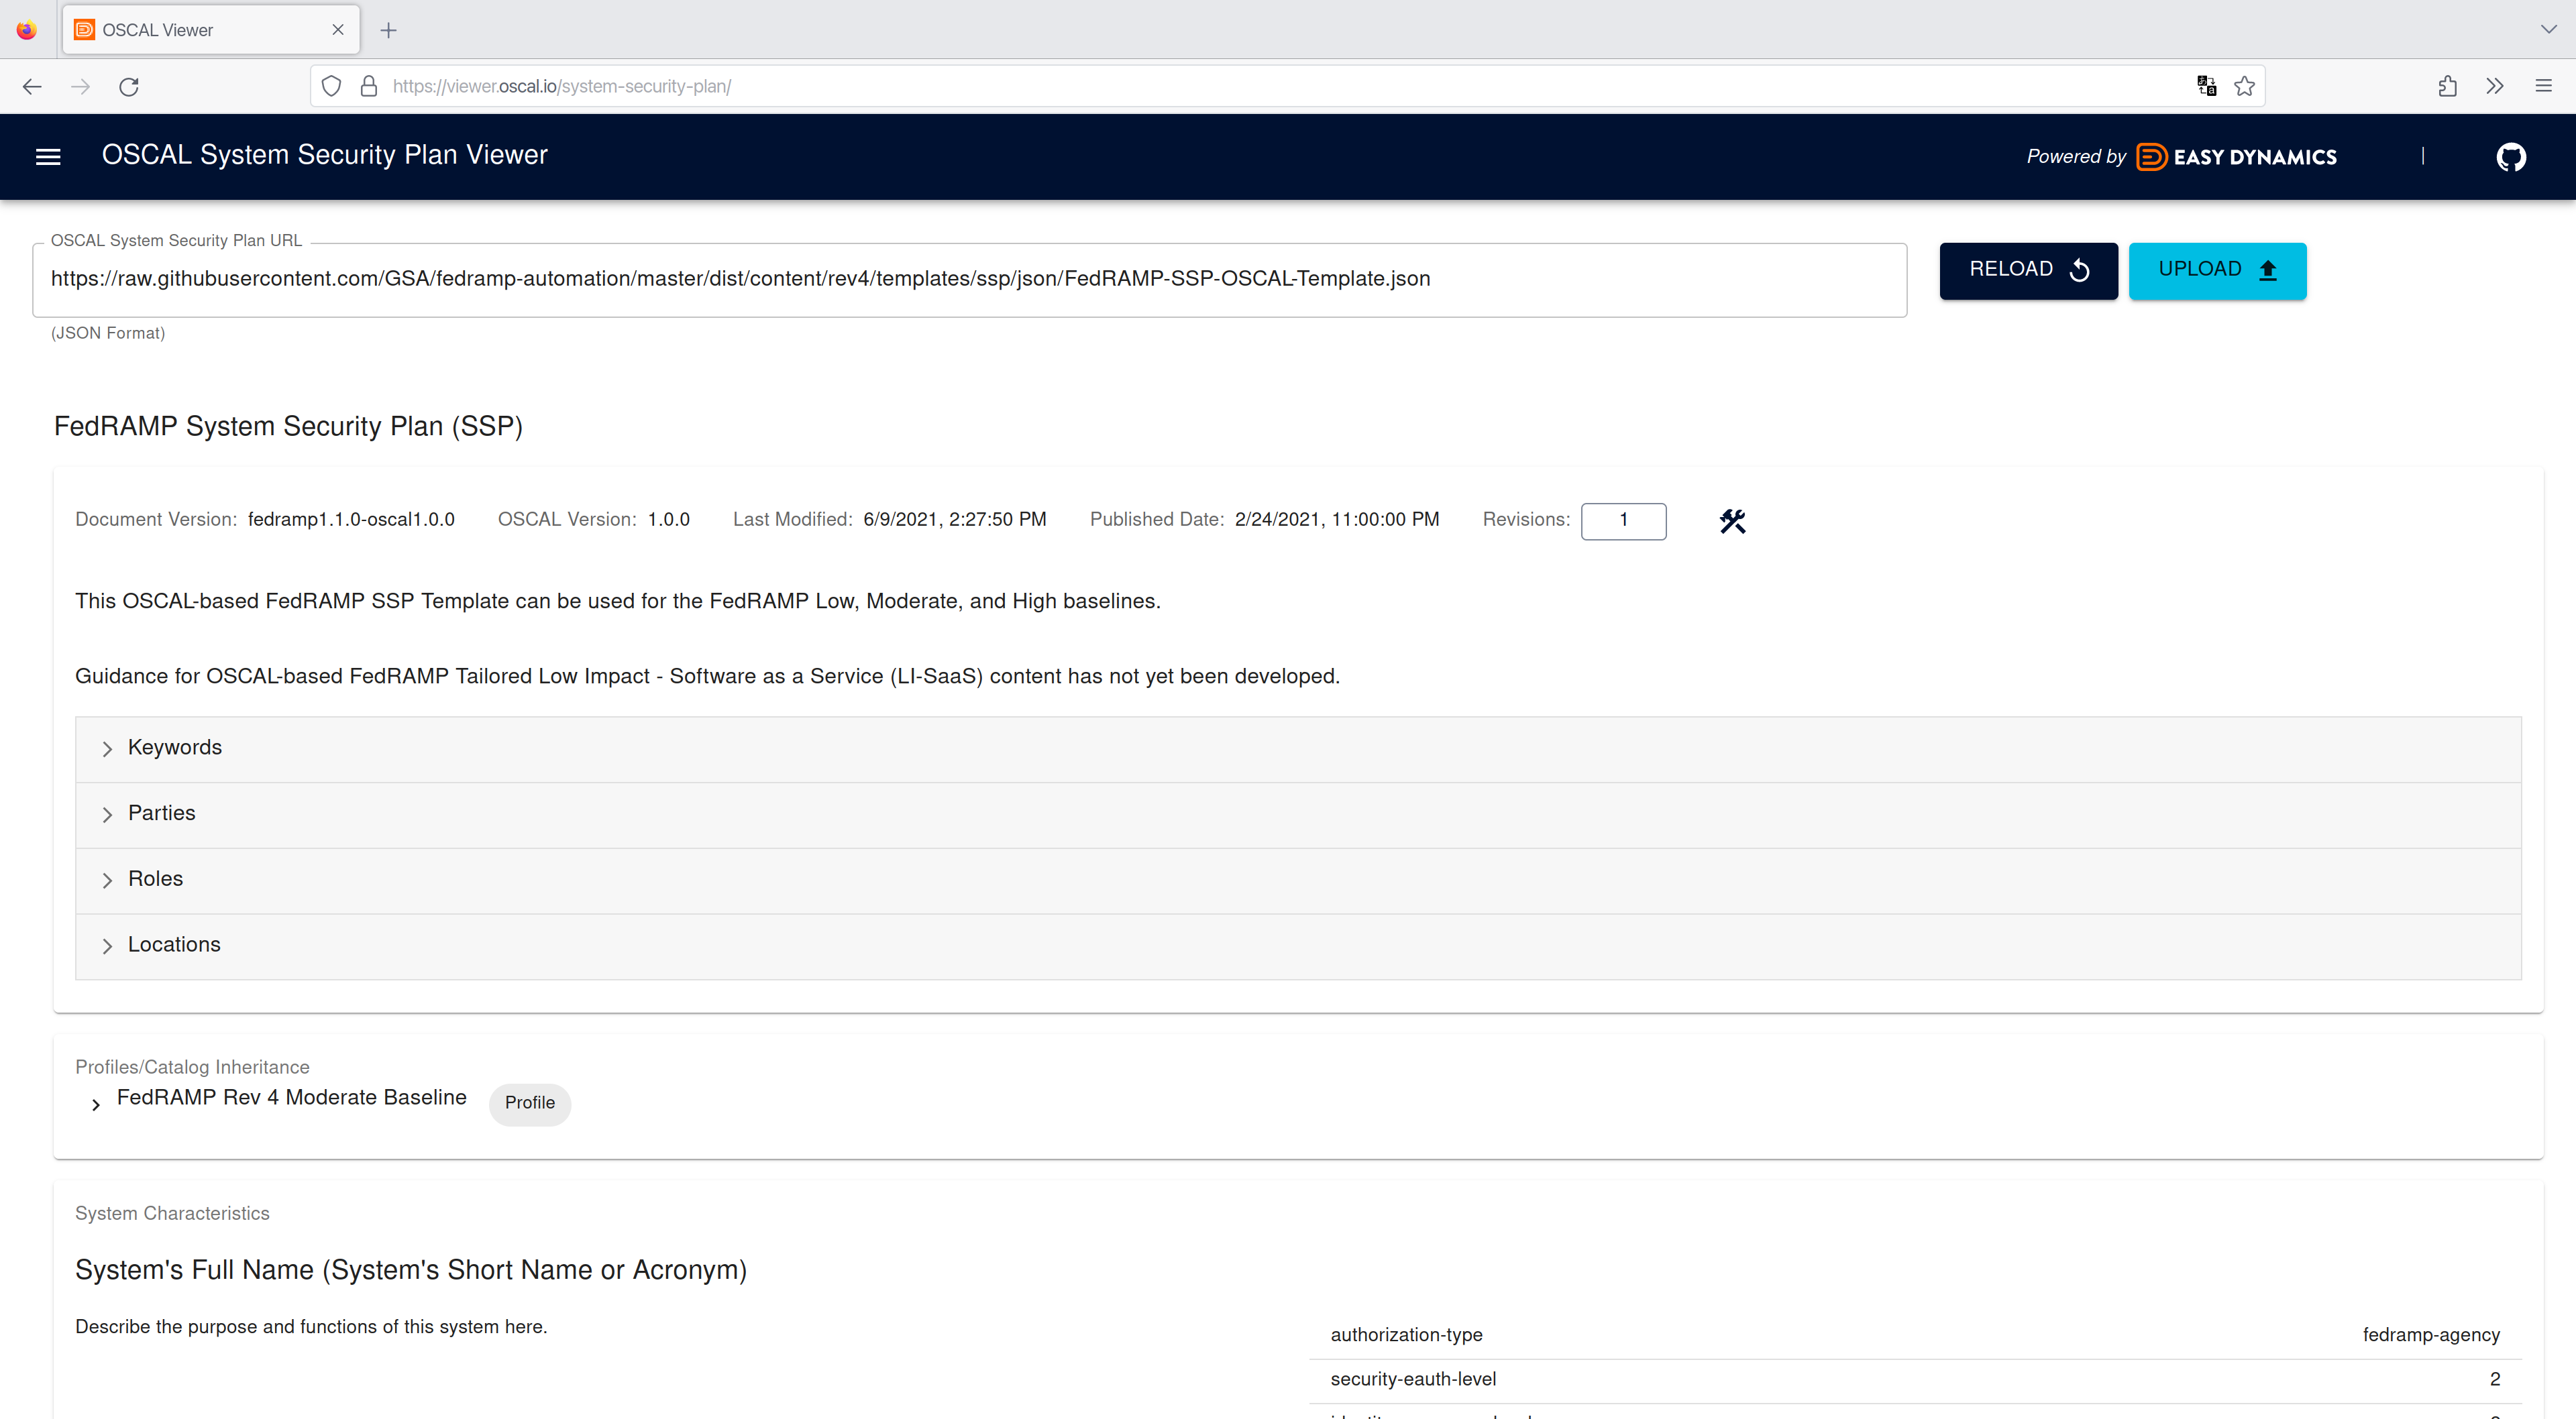 OSCAL Viewer
https://viewer.oscal.io/system-security-plan/
OSCAL System Security Plan Viewer
Powered by EASY DYNAMICS |
OSCAL System Security Plan URL
https://raw.githubusercontent.com/GSA/fedramp-automation/master/dist/content/rev4/templates/ssp/json/FedRAMP-SSP-OSCAL-Template.json
RELOAD
UPLOAD
(JSON Format)
FedRAMP System Security Plan (SSP)
Document Version: fedramp1.1.0-oscal1.0.0 OSCAL Version: 1.0.0 Last Modified: 6/9/2021, 2:27:50 PM Published Date: 2/24/2021, 11:00:00 PM Revisions: 1
This OSCAL-based FedRAMP SSP Template can be used for the FedRAMP Low, Moderate, and High baselines.
Guidance for OSCAL-based FedRAMP Tailored Low Impact - Software as a Service (LI-SaaS) content has not yet been developed.
Keywords
Parties
Roles
Locations
Profiles/Catalog Inheritance
FedRAMP Rev 4 Moderate Baseline Profile
System Characteristics
System's Full Name (System's Short Name or Acronym)
Describe the purpose and functions of this system here.
authorization-type fedramp-agency
security-eauth-level 2